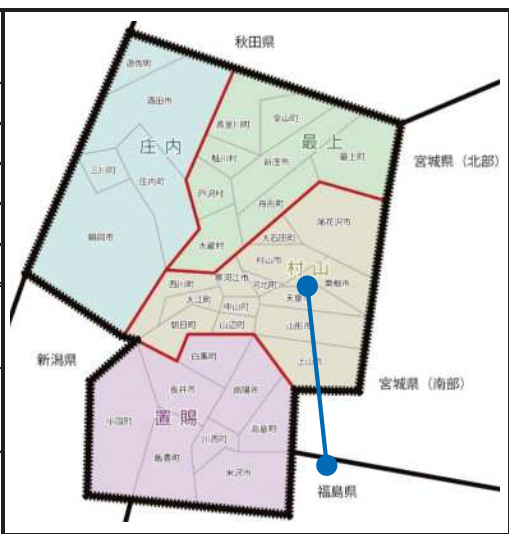 秋田県
遊佐町
酒田市
金山町
真室川町
最上
庄内
鮭川村
新庄市
最上町
宮城県（北部）
三川町
庄内町
戸沢村
舟形町
尾花沢市
鶴岡市
大蔵村
大石田町
村山市
村山
西川町
寒河江市
河北町
東根市
大江町
天童市
中山町
朝日町
山辺町
山形市
新潟県
白鷹町
上山市
宮城県（南部）
長井市
南陽市
小国町
置賜
高畠町
川西町
飯豊町
米沢市
福島県